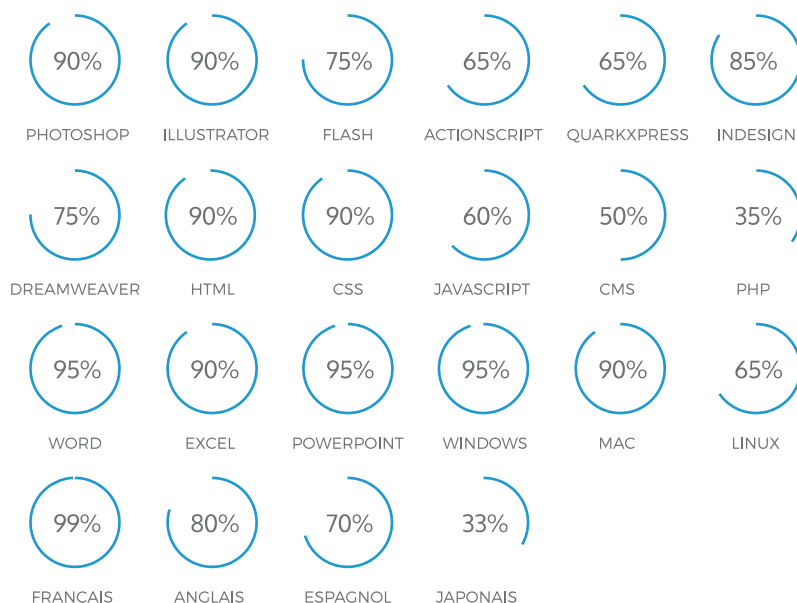 90% 90% 75% 65% 65% 85%
PHOTOSHOP ILLUSTRATOR FLASH ACTIONSCRIPT QUARKXPRESS INDESIGN
75% 90% 90% 60% 50% 35%
DREAMWEAVER HTML CSS JAVASCRIPT CMS PHP
95% 90% 95% 95% 90% 65%
WORD EXCEL POWERPOINT WINDOWS MAC LINUX
99% 80% 70% 33%
FRANCAIS ANGLAIS ESPAGNOL JAPONAIS